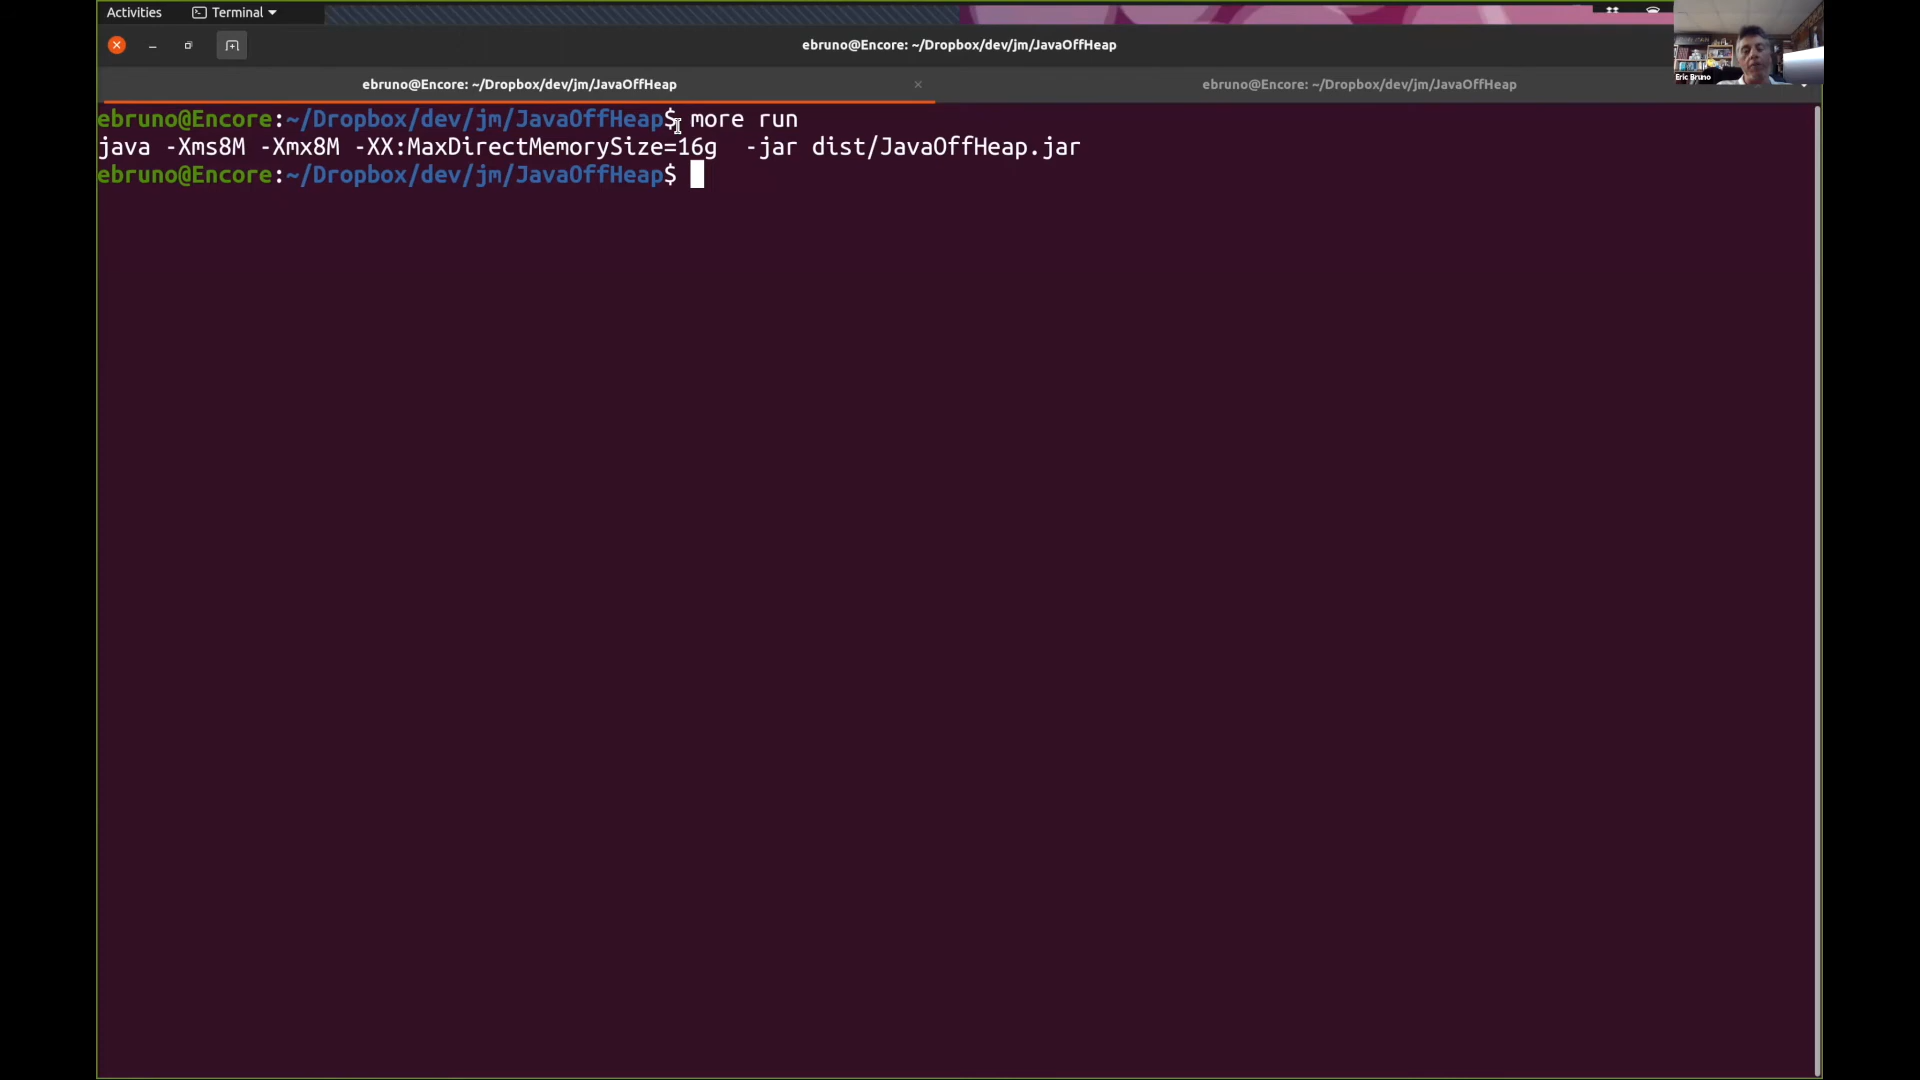 Activities Terminal
ebruno@Encore: ~/Dropbox/dev/jm/JavaOffHeap
ebruno@Encore: ~/Dropbox/dev/jm/JavaOffHeap × ebruno@Encore: ~/Dropbox/dev/jm/JavaOffHeap
Eric Bruno
ebruno@Encore:~/Dropbox/dev/jm/JavaOffHeap$ more run
java -Xms8M -Xmx8M -XX:MaxDirectMemorySize=16g  -jar dist/JavaOffHeap.jar
ebruno@Encore:~/Dropbox/dev/jm/JavaOffHeap$